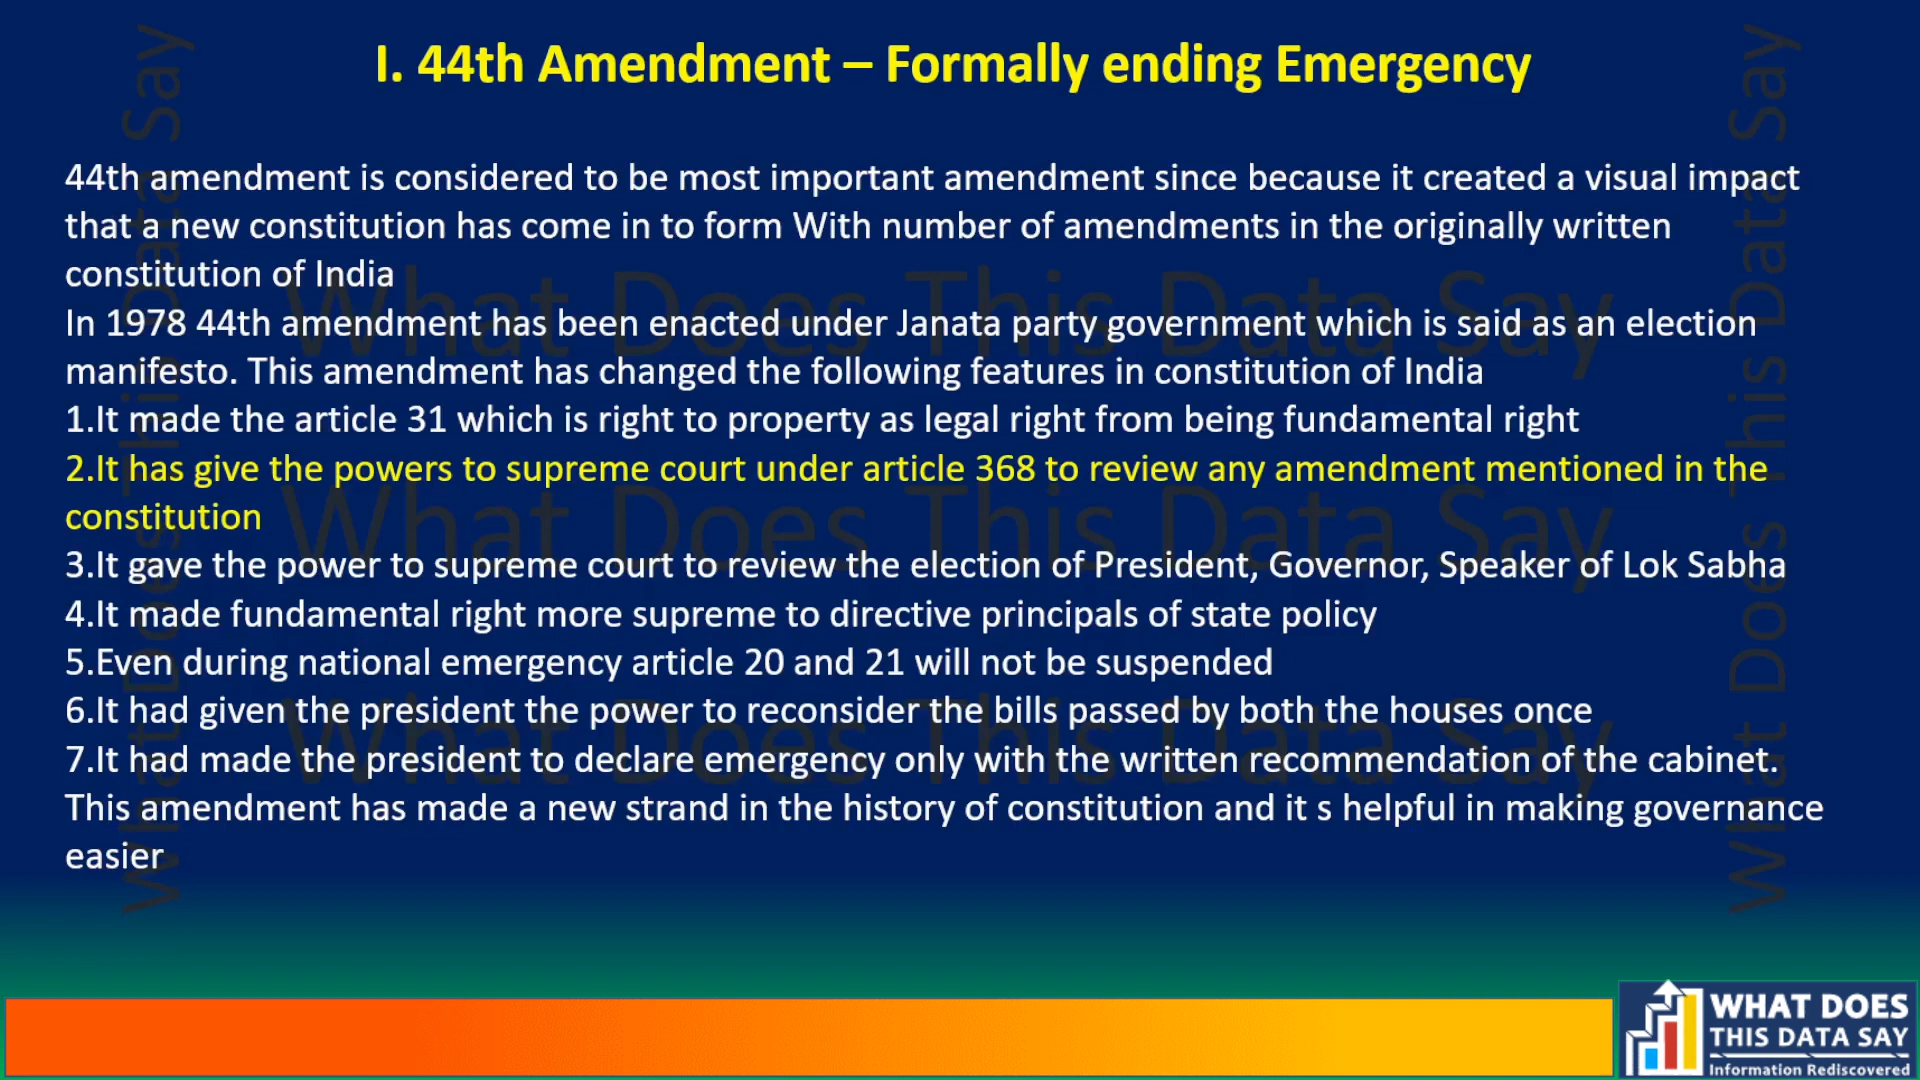 I. 44th Amendment – Formally ending Emergency
44th amendment is considered to be most important amendment since because it created a visual impact
that a new constitution has come in to form With number of amendments in the originally written
constitution of India
In 1978 44th amendment has been enacted under Janata party government which is said as an election
manifesto. This amendment has changed the following features in constitution of India
1.It made the article 31 which is right to property as legal right from being fundamental right
2.It has give the powers to supreme court under article 368 to review any amendment mentioned in the
constitution
3.It gave the power to supreme court to review the election of President, Governor, Speaker of Lok Sabha
4.It made fundamental right more supreme to directive principals of state policy
5.Even during national emergency article 20 and 21 will not be suspended
6.It had given the president the power to reconsider the bills passed by both the houses once
7.It had made the president to declare emergency only with the written recommendation of the cabinet.
This amendment has made a new strand in the history of constitution and it s helpful in making governance
easier
What Does This Data Say
What Does This Data Say
What Does This Data Say
What Does This Data Say
What Does This Data Say
WHAT DOES
THIS DATA SAY
Information Rediscovered